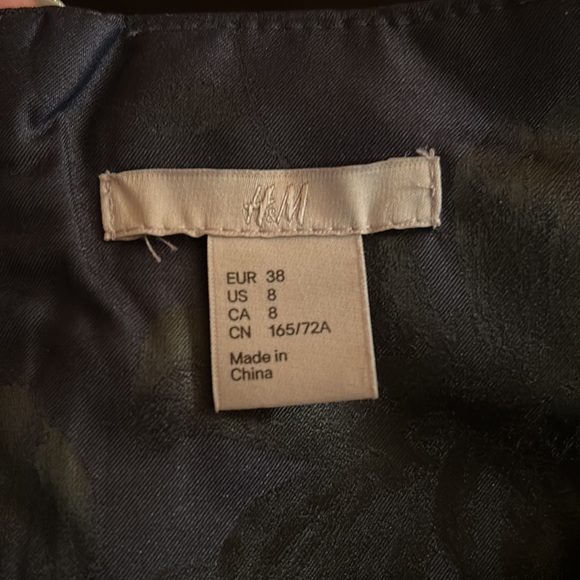 H&M
EUR 38
US 8
CA 8
CN 165/72A
Made in
China